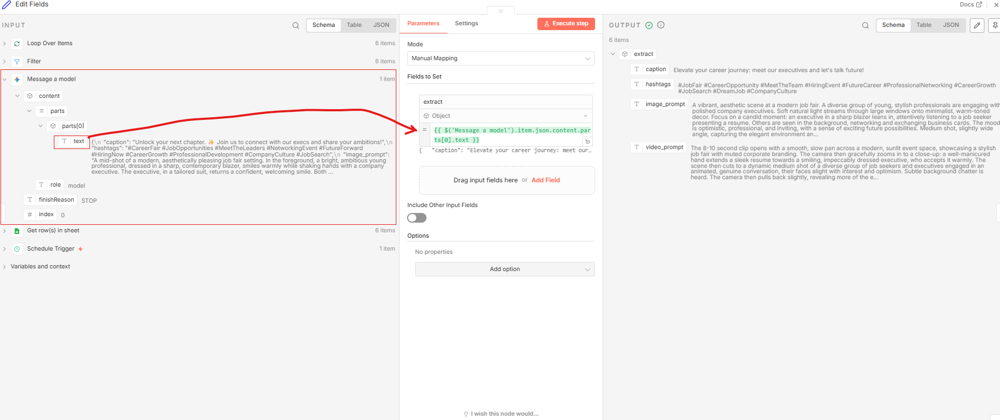 Edit Fields
Docs
INPUT
Schema Table JSON
Loop Over Items 6 items
Filter 6 items
Message a model 1 item
content
parts
parts[0]
text
{\n "caption": "Unlock your next chapter. ✨ Join us to connect with our execs and share your ambitions!",\n
"hashtags": "#CareerFair #JobOpportunities #MeetTheLeaders #NetworkingEvent #FutureForward
#HiringNow #CareerGrowth #ProfessionalDevelopment #CompanyCulture #JobSearch",\n "image_prompt":
"A mid-shot of a modern, aesthetically pleasing job fair setting. In the foreground, a bright, ambitious young
professional, dressed in a sharp, contemporary blazer, smiles warmly while shaking hands with a company
executive. The executive, in a tailored suit, returns a confident, welcoming smile. Both ...
role model
finishReason STOP
index 0
Get row(s) in sheet 6 items
Schedule Trigger 1 item
Variables and context
Parameters Settings Execute step
Mode
Manual Mapping
Fields to Set
extract
Object
= {{ $('Message a model').item.json.content.par
ts[0].text }}
{ "caption": "Elevate your career journey: meet our...
Drag input fields here or Add Field
Include Other Input Fields
Options
No properties
Add option
I wish this node would...
OUTPUT
Schema Table JSON
6 items
extract
caption Elevate your career journey: meet our executives and let's talk future!
hashtags #JobFair #CareerOpportunity #MeetTheTeam #HiringEvent #FutureCareer #ProfessionalNetworking #CareerGrowth
#JobSearch #DreamJob #CompanyCulture
image_prompt A vibrant, aesthetic scene at a modern job fair. A diverse group of young, stylish professionals are engaging with
polished company executives. Soft natural light streams through large windows onto minimalist, warm-toned
decor. Focus on a candid moment: an executive in a sharp blazer leans in, attentively listening to a job seeker
presenting a resume. Others are seen in the background, networking and exchanging business cards. The mood
is optimistic, professional, and inviting, with a sense of exciting future possibilities. Medium shot, slightly wide
angle, capturing the elegant environment an...
video_prompt The 8-10 second clip opens with a smooth, slow pan across a modern, sunlit event space, showcasing a stylish
job fair with muted corporate branding. The camera then gracefully zooms in to a close-up: a well-manicured
hand extends a sleek resume towards a smiling, impeccably dressed executive, who accepts it warmly. The
scene then cuts to a dynamic medium shot of a diverse group of job seekers and executives engaged in an
animated, genuine conversation, their faces alight with interest and optimism. Subtle background chatter is
heard. The camera then pulls back slightly, revealing more of the e...